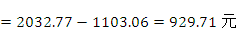 = 2032.77 − 1103.06 = 929.71 元